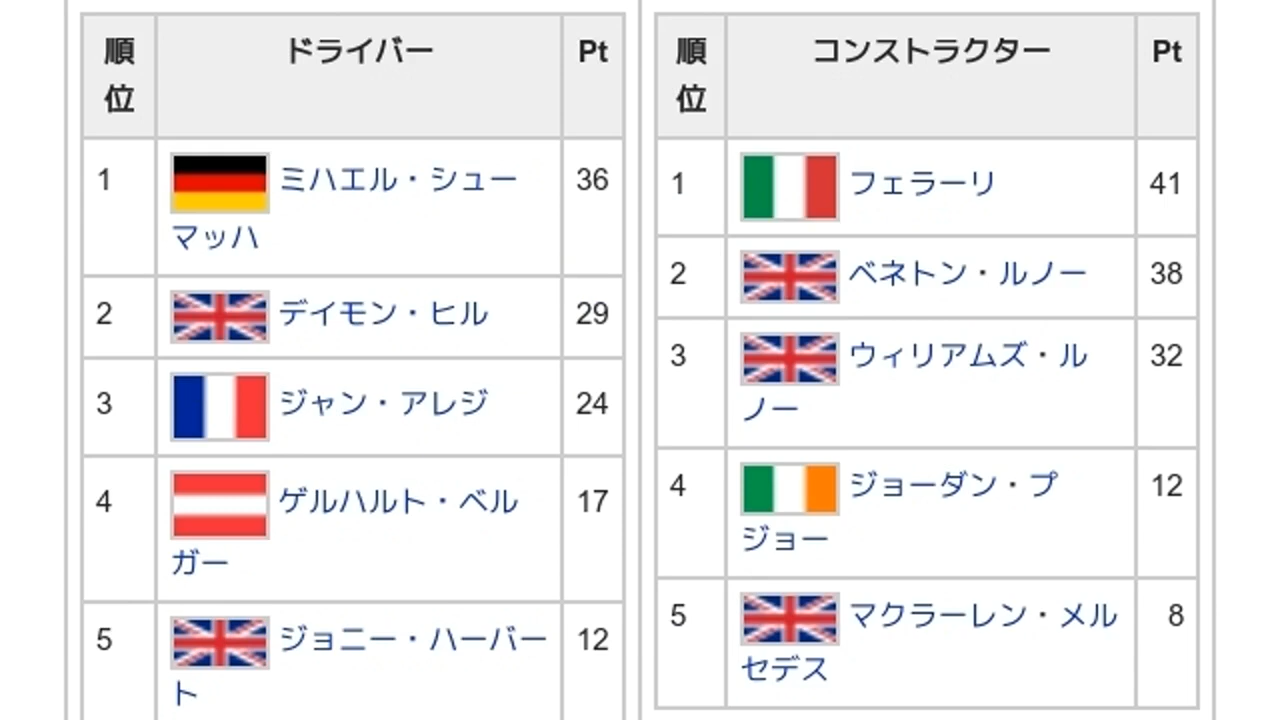 順位 ドライバー Pt
1 ミハエル・シュー 36
マッハ
2 デイモン・ヒル 29
3 ジャン・アレジ 24
4 ゲルハルト・ベル 17
ガー
5 ジョニー・ハーバー 12
ト
順位 コンストラクター Pt
1 フェラーリ 41
2 ベネトン・ルノー 38
3 ウィリアムズ・ル 32
ノー
4 ジョーダン・プ 12
ジョー
5 マクラーレン・メル 8
セデス